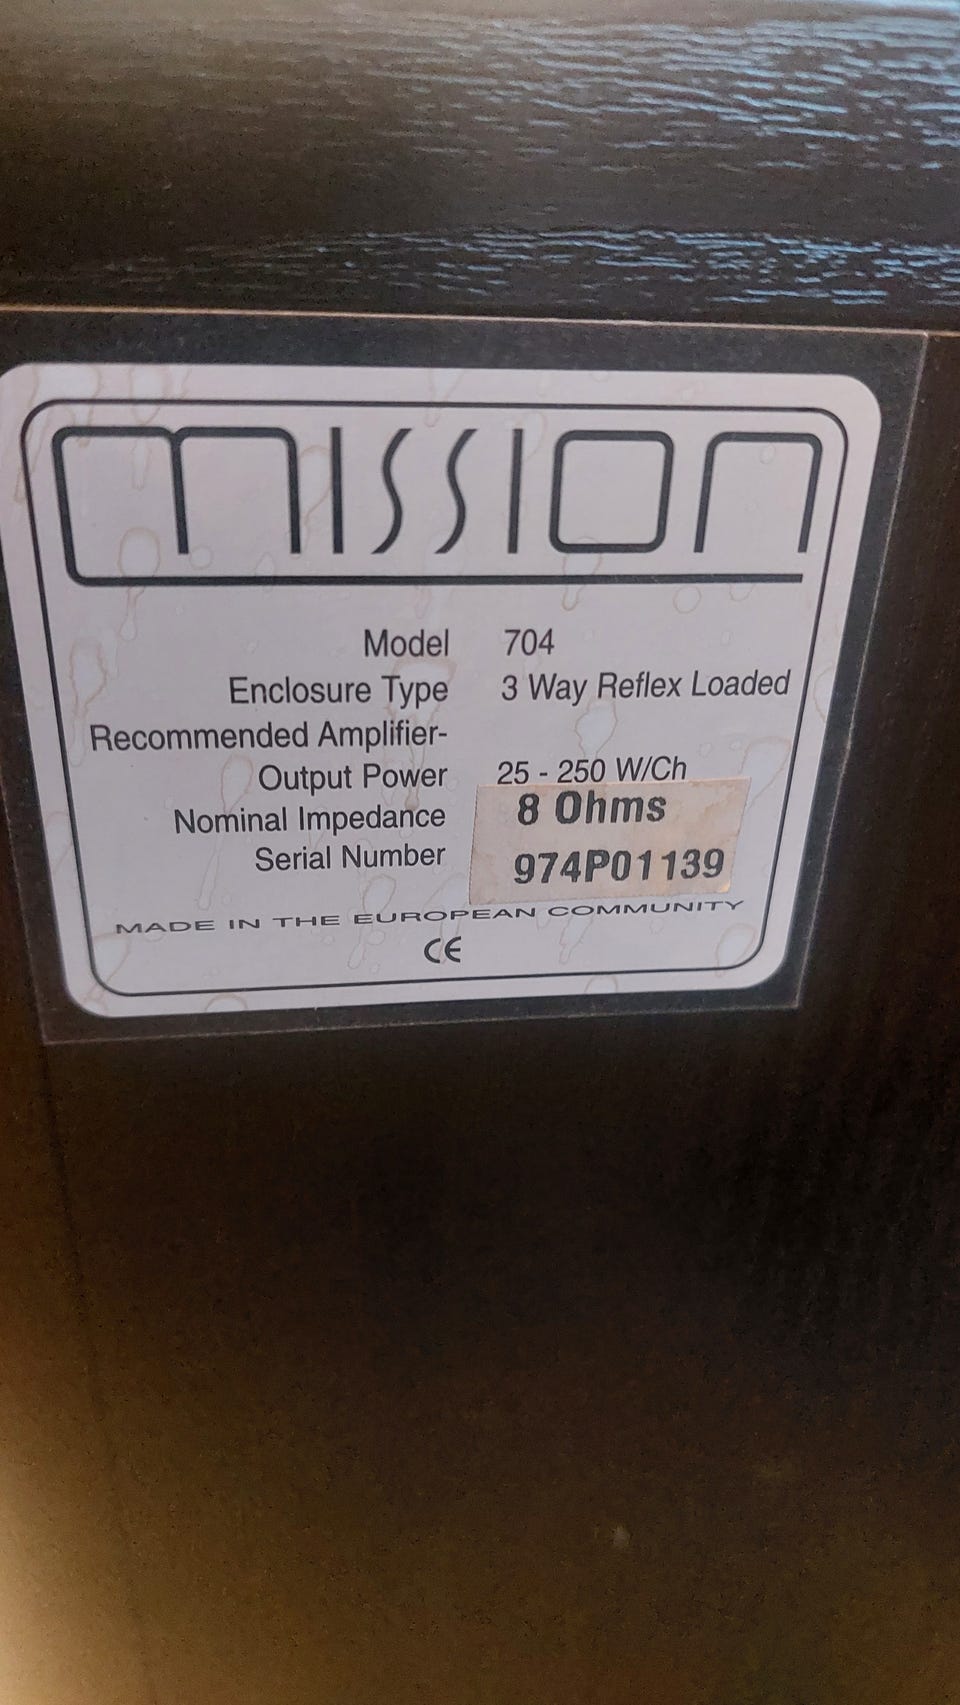 mission
Model 704
Enclosure Type 3 Way Reflex Loaded
Recommended Amplifier-
Output Power 25 - 250 W/Ch
Nominal Impedance 8 Ohms
Serial Number 974P01139
MADE IN THE EUROPEAN COMMUNITY
CE